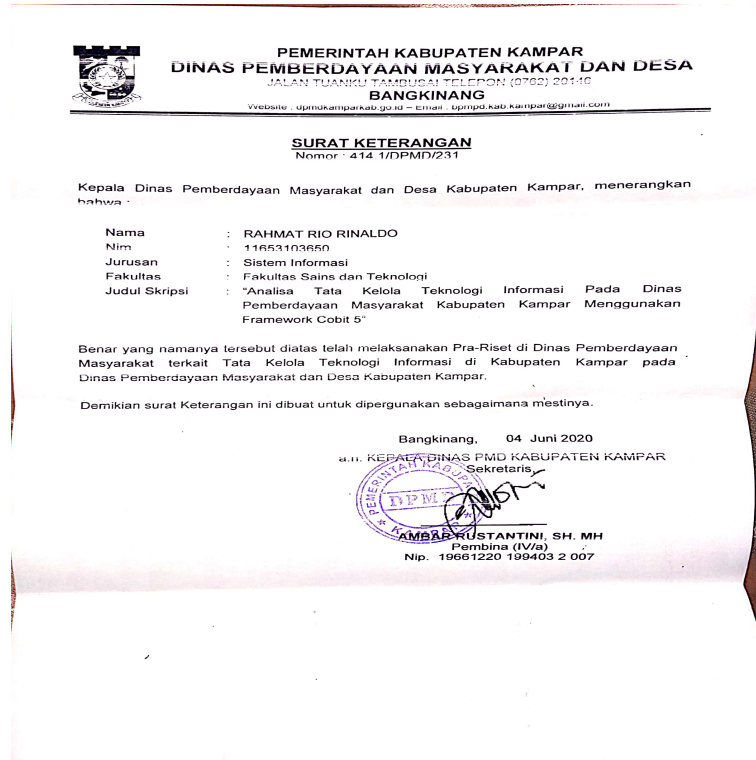 PEMERINTAH KABUPATEN KAMPAR
DINAS PEMBERDAYAAN MASYARAKAT DAN DESA
JALAN TUANKU TAMBUSAI TELEPON (0762) 20146
BANGKINANG
Website : dpmdkamparkab.go.id – Email : bpmpd.kab.kampar@gmail.com
SURAT KETERANGAN
Nomor : 414.1/DPMD/231
Kepala Dinas Pemberdayaan Masyarakat dan Desa Kabupaten Kampar, menerangkan
bahwa :
Nama : RAHMAT RIO RINALDO
Nim : 11653103650
Jurusan : Sistem Informasi
Fakultas : Fakultas Sains dan Teknologi
Judul Skripsi : "Analisa Tata Kelola Teknologi Informasi Pada Dinas
Pemberdayaan Masyarakat Kabupaten Kampar Menggunakan
Framework Cobit 5"
Benar yang namanya tersebut diatas telah melaksanakan Pra-Riset di Dinas Pemberdayaan
Masyarakat terkait Tata Kelola Teknologi Informasi di Kabupaten Kampar pada
Dinas Pemberdayaan Masyarakat dan Desa Kabupaten Kampar.
Demikian surat Keterangan ini dibuat untuk dipergunakan sebagaimana mestinya.
Bangkinang, 04 Juni 2020
a.n. KEPALA DINAS PMD KABUPATEN KAMPAR
Sekretaris,
PEMERINTAH KABUPA
DPMD
KAMPAR
AMBAR RUSTANTINI, SH. MH
Pembina (IV/a)
Nip. 19661220 199403 2 007